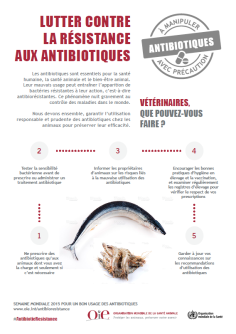 LUTTER CONTRE
LA RÉSISTANCE
AUX ANTIBIOTIQUES
À MANIPULER
ANTIBIOTIQUES
AVEC PRÉCAUTION
Les antibiotiques sont essentiels pour la santé
humaine, la santé animale et le bien-être animal.
Leur mauvais usage peut entraîner l'apparition de
bactéries résistantes à leur action, c'est à dire
antibiorésistantes. Ce phénomène nuit gravement au
contrôle des maladies dans le monde.
Nous devons ensemble, garantir l'utilisation
responsable et prudente des antibiotiques chez les
animaux pour préserver leur efficacité.
VÉTÉRINAIRES,
QUE POUVEZ-VOUS
FAIRE ?
2
Tester la sensibilité
bactérienne avant de
prescrire ou administrer un
traitement antibiotique
3
Informer les propriétaires
d'animaux sur les risques liés
à la mauvaise utilisation des
antibiotiques
4
Encourager les bonnes
pratiques d'hygiène en
élevage et la vaccination,
et examiner régulièrement
les registres d'élevage pour
vérifier le respect de vos
prescriptions
1
Ne prescrire des
antibiotiques qu'aux
animaux dont vous avez
la charge et seulement si
c'est nécessaire
5
Garder à jour vos
connaissances sur
les recommandations
d'utilisation des
antibiotiques
SEMAINE MONDIALE 2015 POUR UN BON USAGE DES ANTIBIOTIQUES
www.oie.int/antibioresistance
#AntibioticResistance
Oie
ORGANISATION MONDIALE DE LA SANTÉ ANIMALE
Protéger les animaux, préserver notre avenir
Organisation
mondiale de la Santé